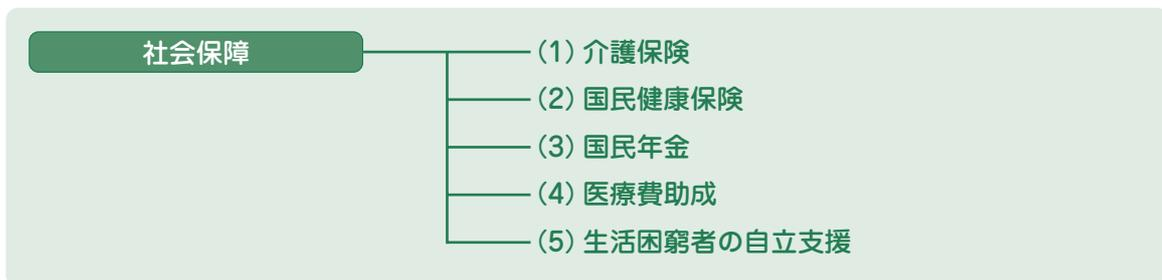 社会保障
（1）介護保険
（2）国民健康保険
（3）国民年金
（4）医療費助成
（5）生活困窮者の自立支援